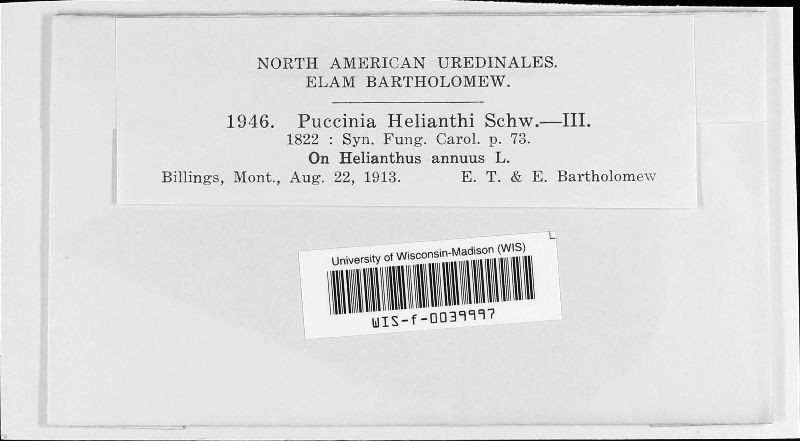 NORTH AMERICAN UREDINALES.
ELAM BARTHOLOMEW.
1946. Puccinia Helianthi Schw.—III.
1822 : Syn. Fung. Carol. p. 73.
On Helianthus annuus L.
Billings, Mont., Aug. 22, 1913. E. T. & E. Bartholomew
University of Wisconsin-Madison (WIS)
WIS-f-0039997